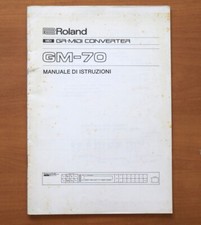 Roland
GR-MIDI CONVERTER
GM-70
MANUALE DI ISTRUZIONI